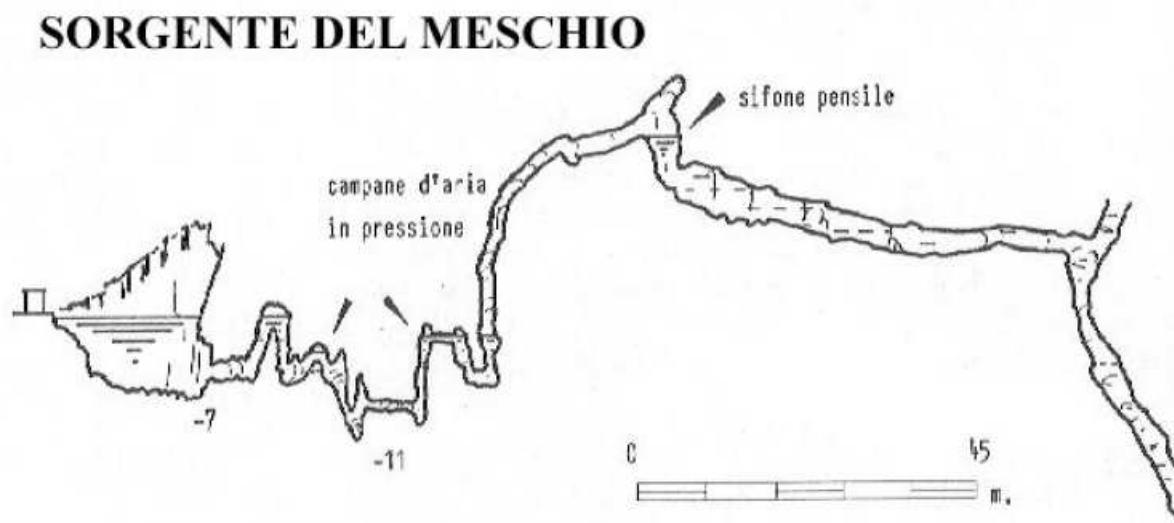 SORGENTE DEL MESCHIO
sifone pensile
campane d'aria
in pressione
-7
-11
0 45
m.